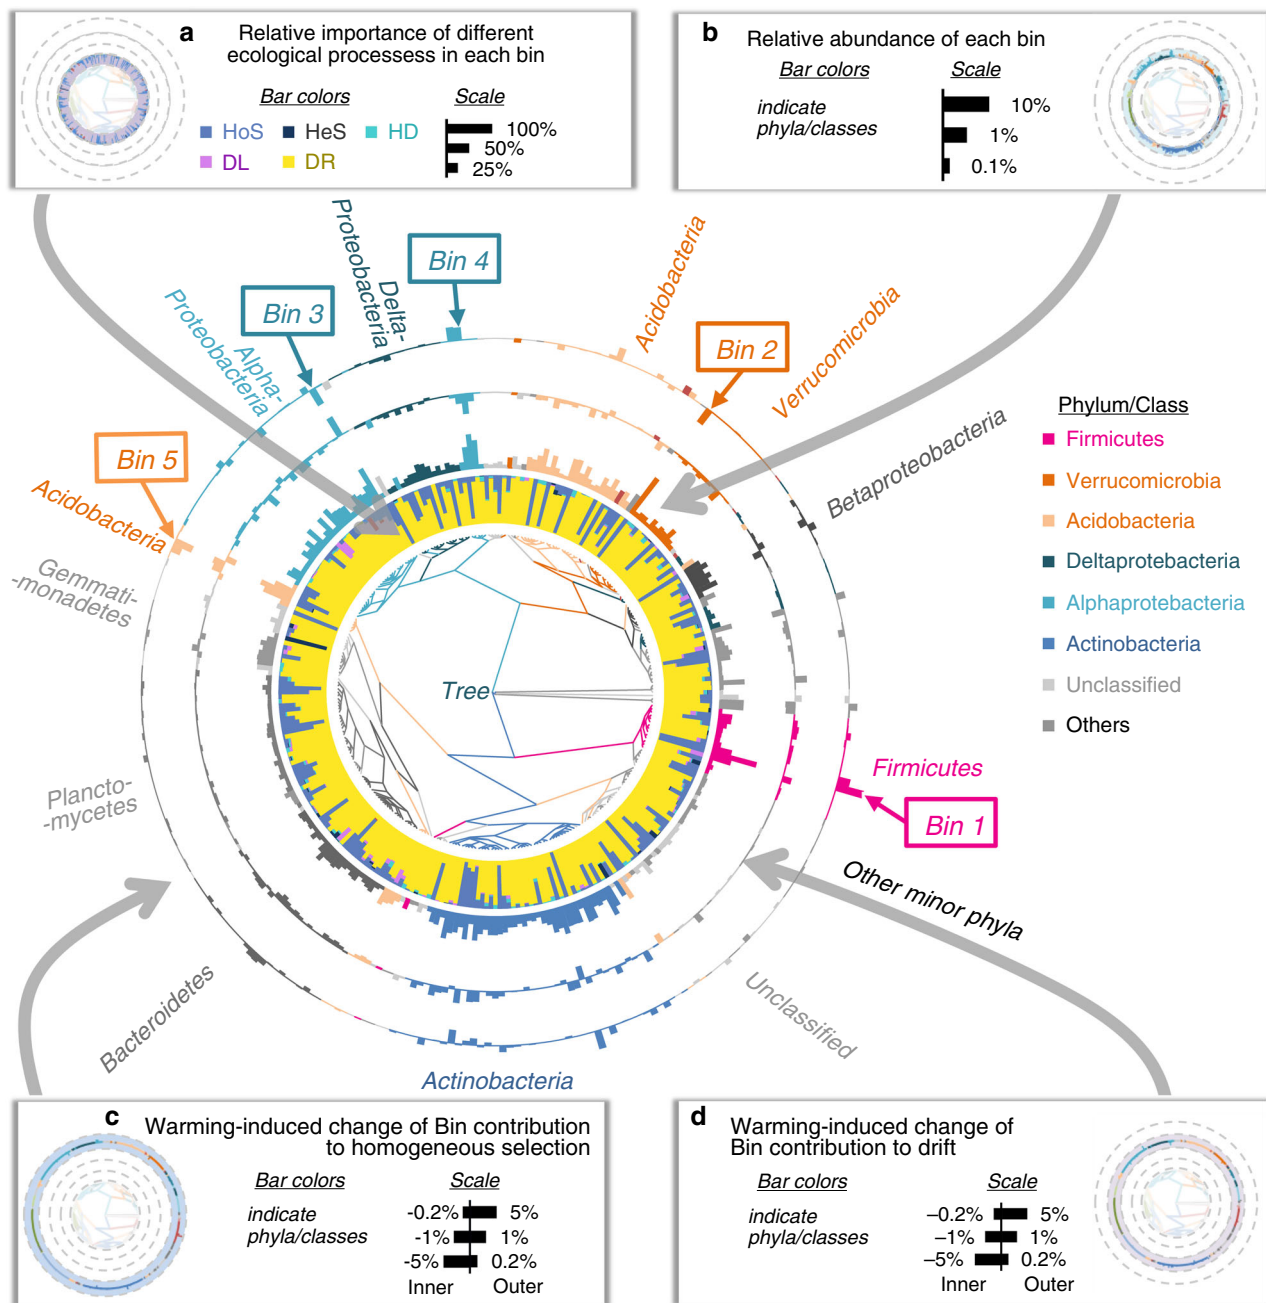 a
Relative importance of different
ecological processess in each bin
Bar colors
Scale
HoS
HeS
HD
DL
DR
100%
50%
25%
b
Relative abundance of each bin
Bar colors
Scale
indicate
phyla/classes
10%
1%
0.1%
Delta-
Proteobacteria
Bin 4
Bin 3
Alpha-
Proteobacteria
Acidobacteria
Bin 2
Verrucomicrobia
Betaproteobacteria
Bin 5
Acidobacteria
Gemmati-
-monadetes
Tree
Phylum/Class
Firmicutes
Verrucomicrobia
Acidobacteria
Deltaprotebacteria
Alphaprotebacteria
Actinobacteria
Unclassified
Others
Firmicutes
Bin 1
Plancto-
-mycetes
Other minor phyla
Unclassified
Bacteroidetes
Actinobacteria
c
Warming-induced change of Bin contribution
to homogeneous selection
Bar colors
Scale
indicate
phyla/classes
-0.2% 5%
-1% 1%
-5% 0.2%
Inner Outer
d
Warming-induced change of
Bin contribution to drift
Bar colors
Scale
indicate
phyla/classes
–0.2% 5%
–1% 1%
–5% 0.2%
Inner Outer